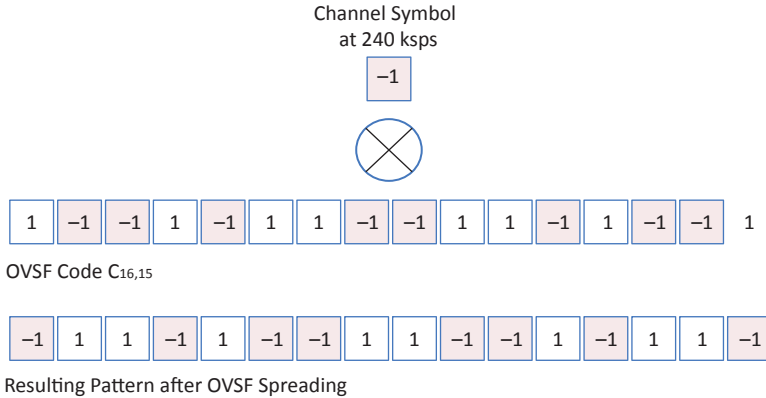 Channel Symbol
at 240 ksps
–1
1 –1 –1 1 –1 1 1 –1 –1 1 1 –1 1 –1 –1 1
OVSF Code C16,15
–1 1 1 –1 1 –1 –1 1 1 –1 –1 1 –1 1 1 –1
Resulting Pattern after OVSF Spreading